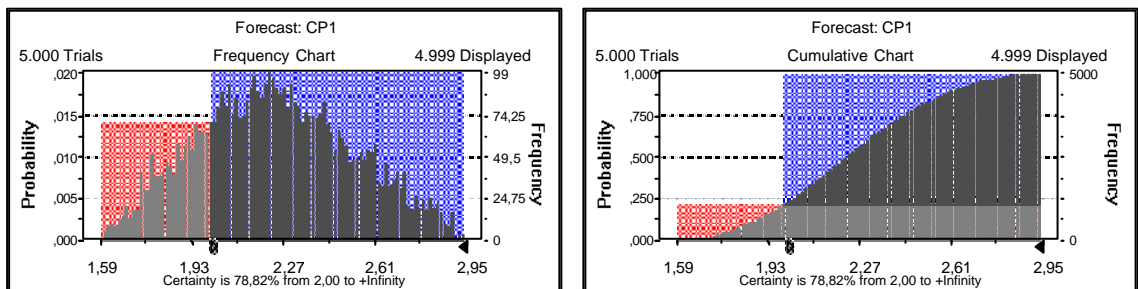 Forecast: CP1
5.000 Trials Frequency Chart 4.999 Displayed
Probability
,020
,015
,010
,005
,000
99
74,25
49,5
24,75
0
Frequency
1,59 1,93 2,27 2,61 2,95
Certainty is 78,82% from 2,00 to +Infinity
Forecast: CP1
5.000 Trials Cumulative Chart 4.999 Displayed
Probability
1,000
,750
,500
,250
,000
5000
0
Frequency
1,59 1,93 2,27 2,61 2,95
Certainty is 78,82% from 2,00 to +Infinity